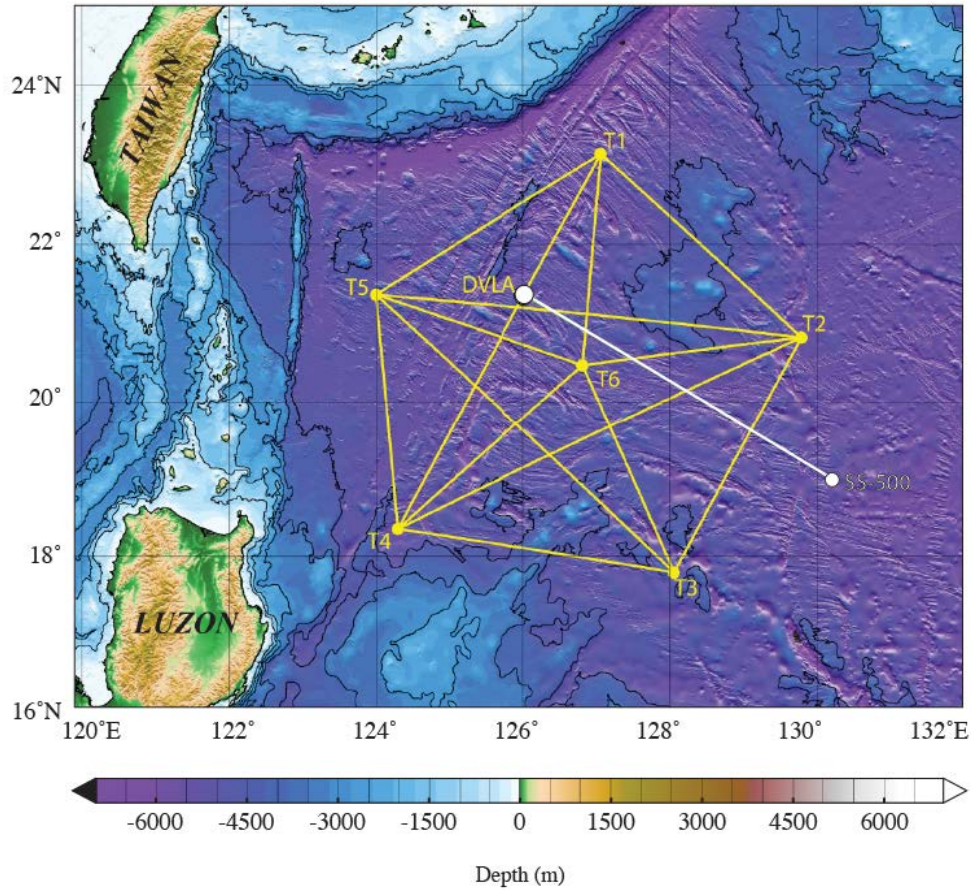 24°N
22°
20°
18°
16°N
TAIWAN
LUZON
T1
DVLA
T5
T2
T6
SS-500
T4
T3
120°E
122°
124°
126°
128°
130°
132°E
-6000
-4500
-3000
-1500
0
1500
3000
4500
6000
Depth (m)